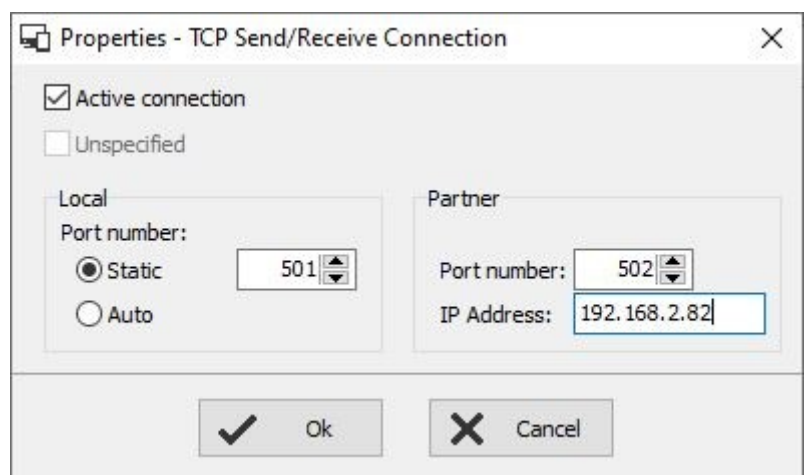 Properties - TCP Send/Receive Connection
Active connection
Unspecified
Local
Port number:
Static 501
Auto
Partner
Port number: 502
IP Address: 192.168.2.82
Ok
Cancel